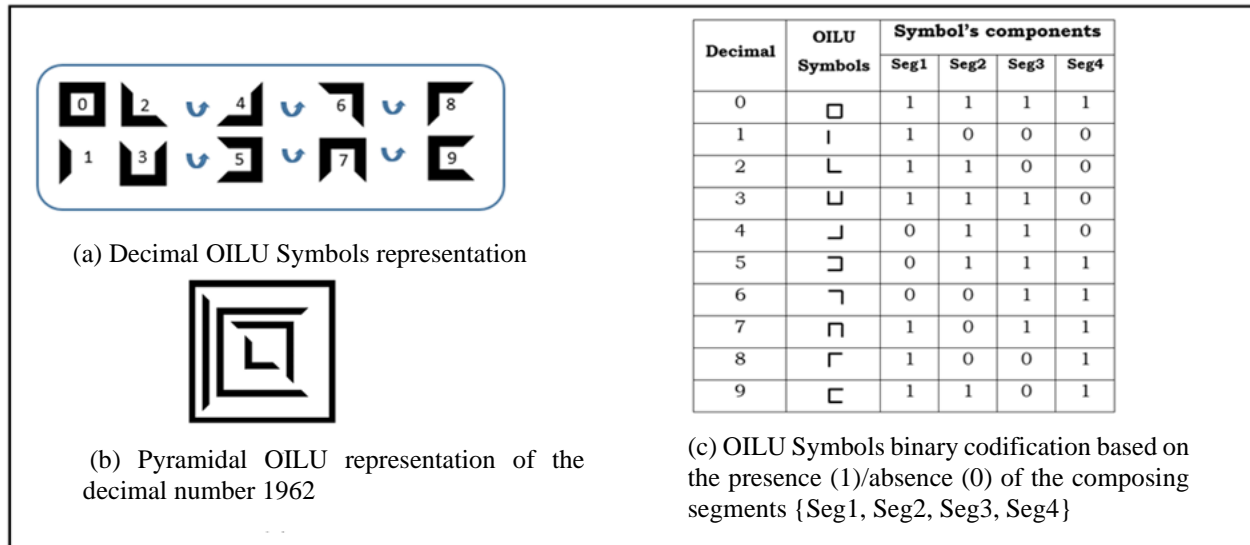 0 2 4 6 8
1 3 5 7 9
(a) Decimal OILU Symbols representation
(b) Pyramidal OILU representation of the
decimal number 1962
Decimal OILU Symbols Symbol's components
Seg1 Seg2 Seg3 Seg4
0 1 1 1 1
1 1 0 0 0
2 1 1 0 0
3 1 1 1 0
4 0 1 1 0
5 0 1 1 1
6 0 0 1 1
7 1 0 1 1
8 1 0 0 1
9 1 1 0 1
(c) OILU Symbols binary codification based on
the presence (1)/absence (0) of the composing
segments {Seg1, Seg2, Seg3, Seg4}